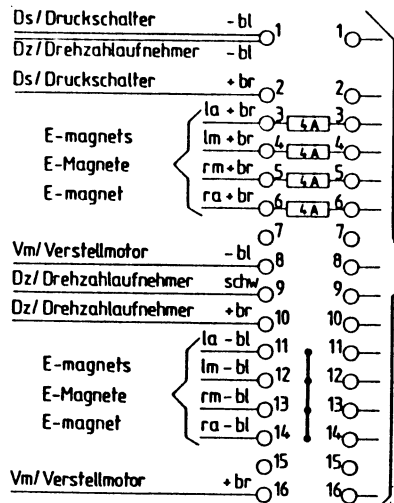 Ds/Druckschalter -bl 1 1
Dz/Drehzahlaufnehmer -bl
Ds/Druckschalter +br 2 2
la + br 3 4A 3
E-magnets lm + br 4 4A 4
E-Magnete rm + br 5 4A 5
E-magnet ra + br 6 4A 6
7 7
Vm/Verstellmotor -bl 8 8
Dz/Drehzahlaufnehmer schw 9 9
Dz/Drehzahlaufnehmer +br 10 10
la - bl 11 11
E-magnets lm - bl 12 12
E-Magnete rm - bl 13 13
E-magnet ra - bl 14 14
15 15
Vm/Verstellmotor +br 16 16